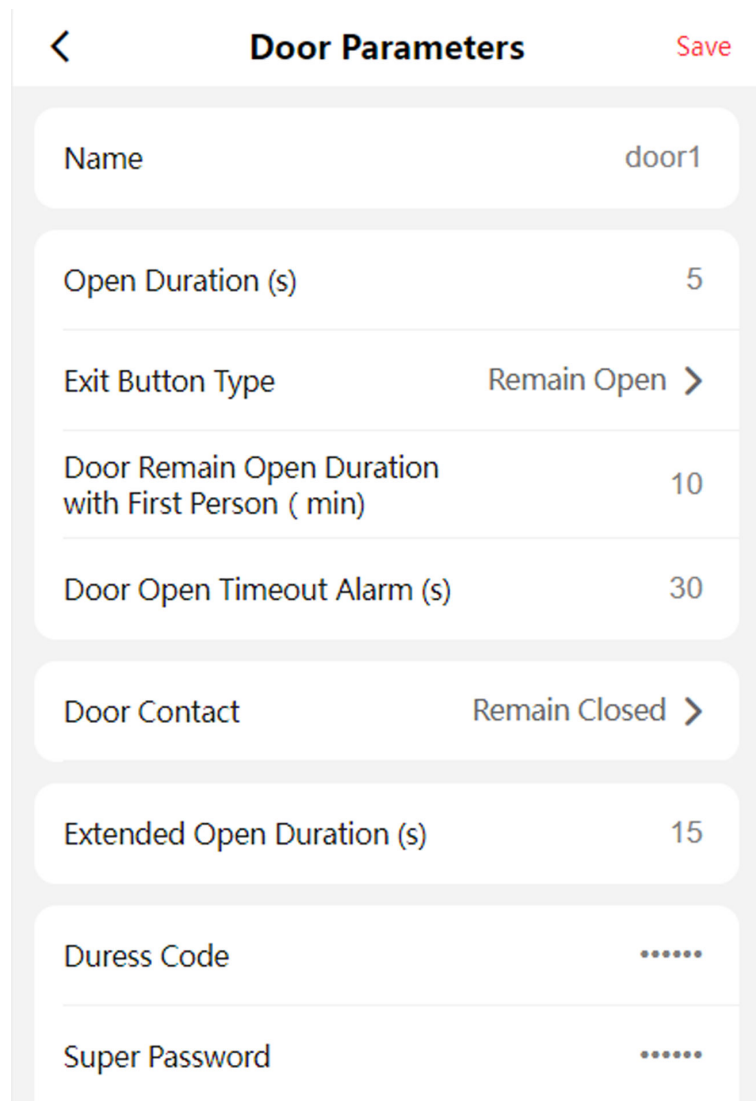 Door Parameters Save
Name door1
Open Duration (s) 5
Exit Button Type Remain Open
Door Remain Open Duration
with First Person ( min) 10
Door Open Timeout Alarm (s) 30
Door Contact Remain Closed
Extended Open Duration (s) 15
Duress Code ••••••
Super Password ••••••